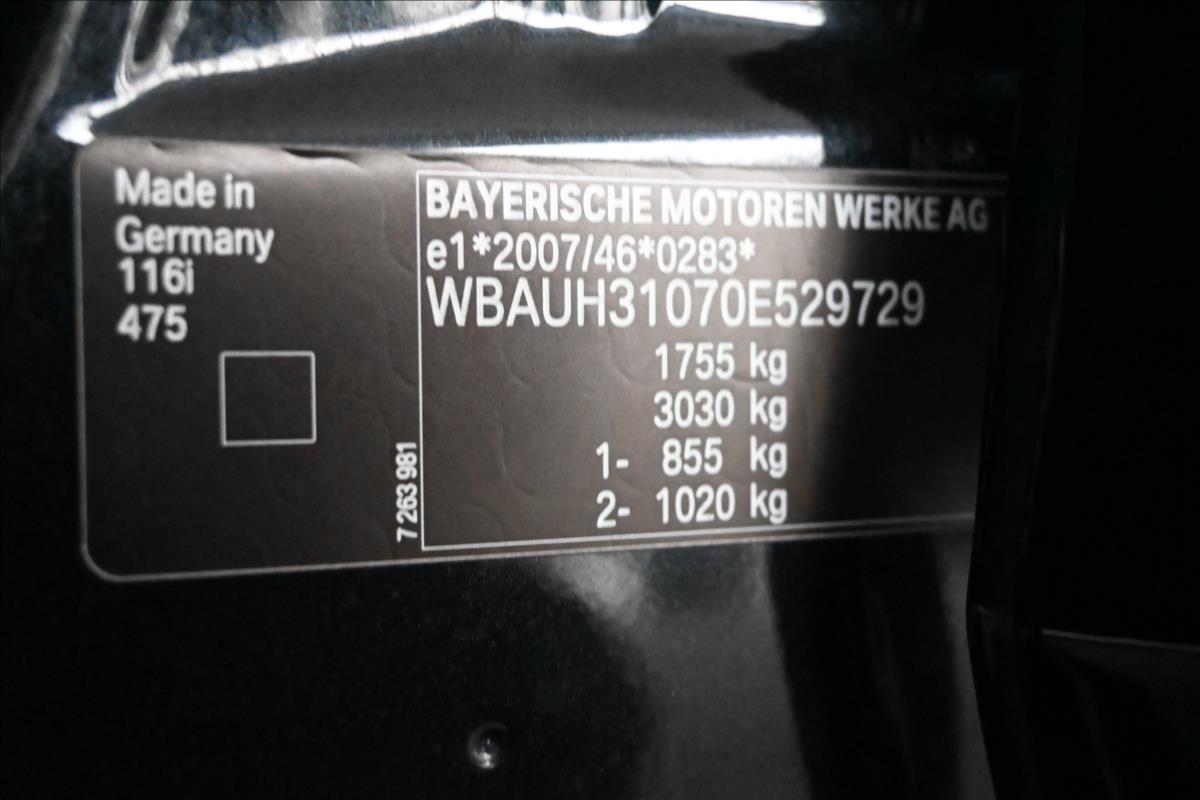 Made in
Germany
116i
475
7 263 981
BAYERISCHE MOTOREN WERKE AG
e1*2007/46*0283*
WBAUH31070E529729
1755 kg
3030 kg
1- 855 kg
2- 1020 kg